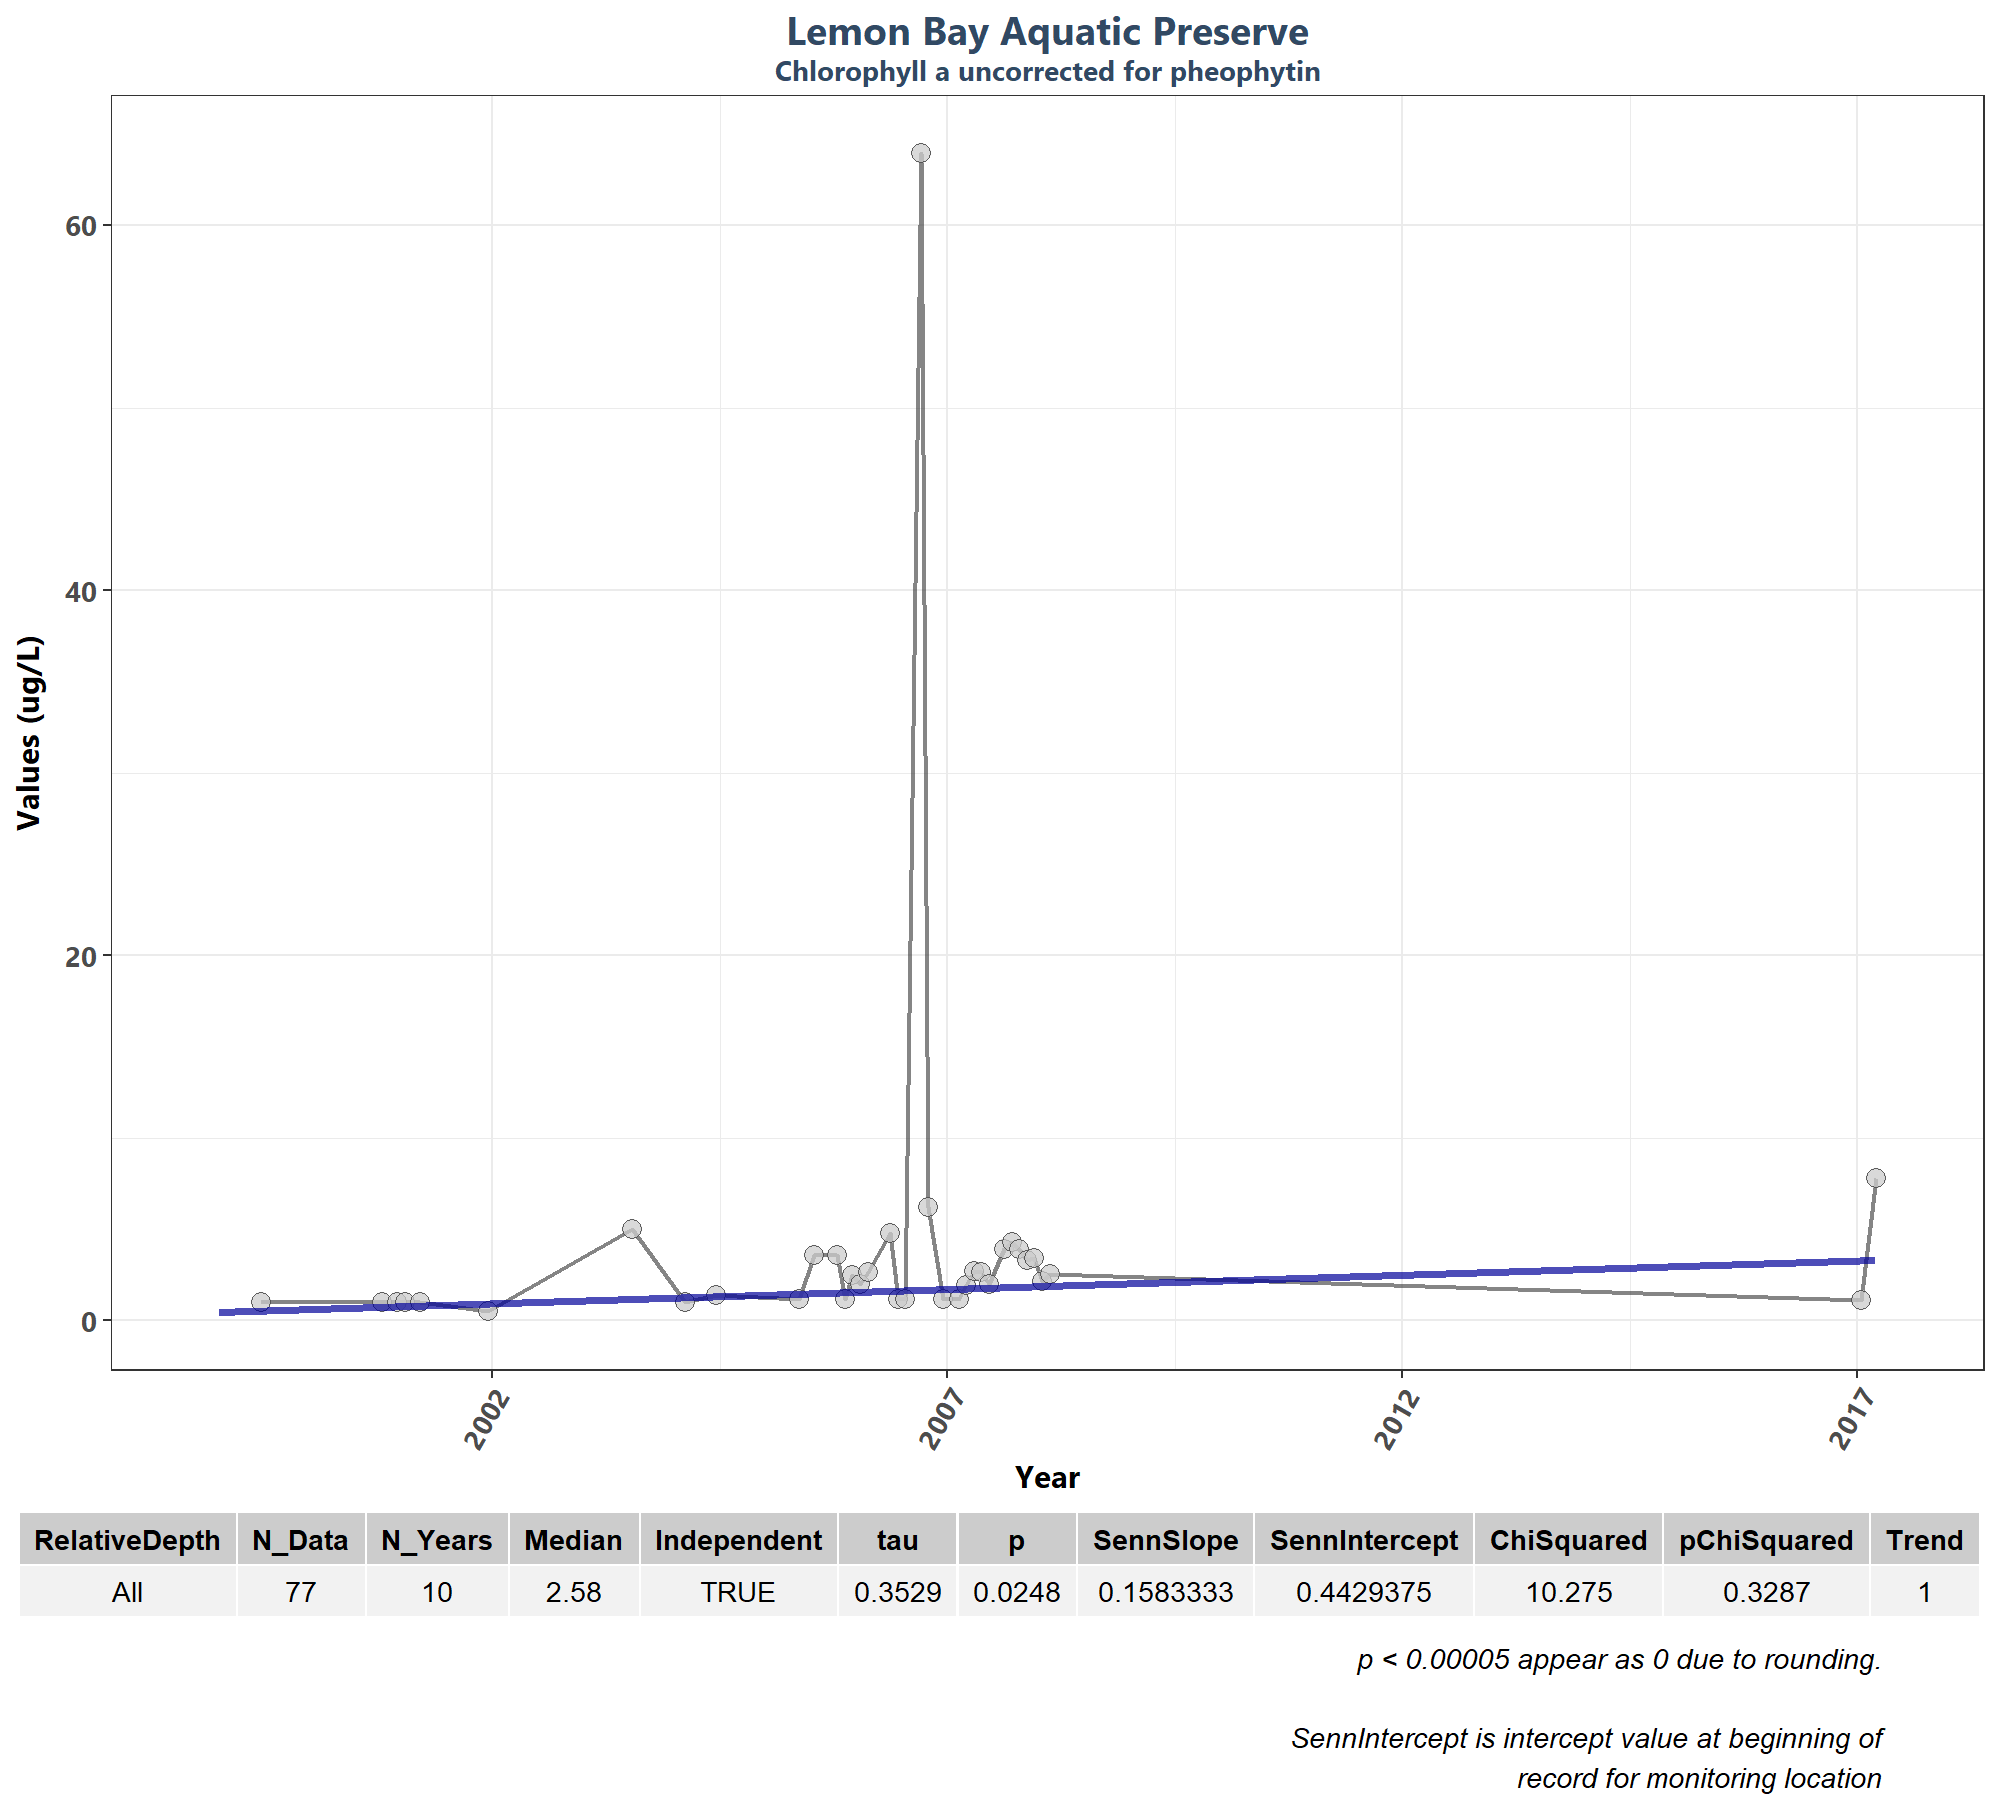 Lemon Bay Aquatic Preserve
Chlorophyll a uncorrected for pheophytin
Values (ug/L)
60
40
20
0
2002
2007
2012
2017
Year
RelativeDepth N_Data N_Years Median Independent tau p SennSlope SennIntercept ChiSquared pChiSquared Trend
All 77 10 2.58 TRUE 0.3529 0.0248 0.1583333 0.4429375 10.275 0.3287 1
p < 0.00005 appear as 0 due to rounding.
SennIntercept is intercept value at beginning of
record for monitoring location